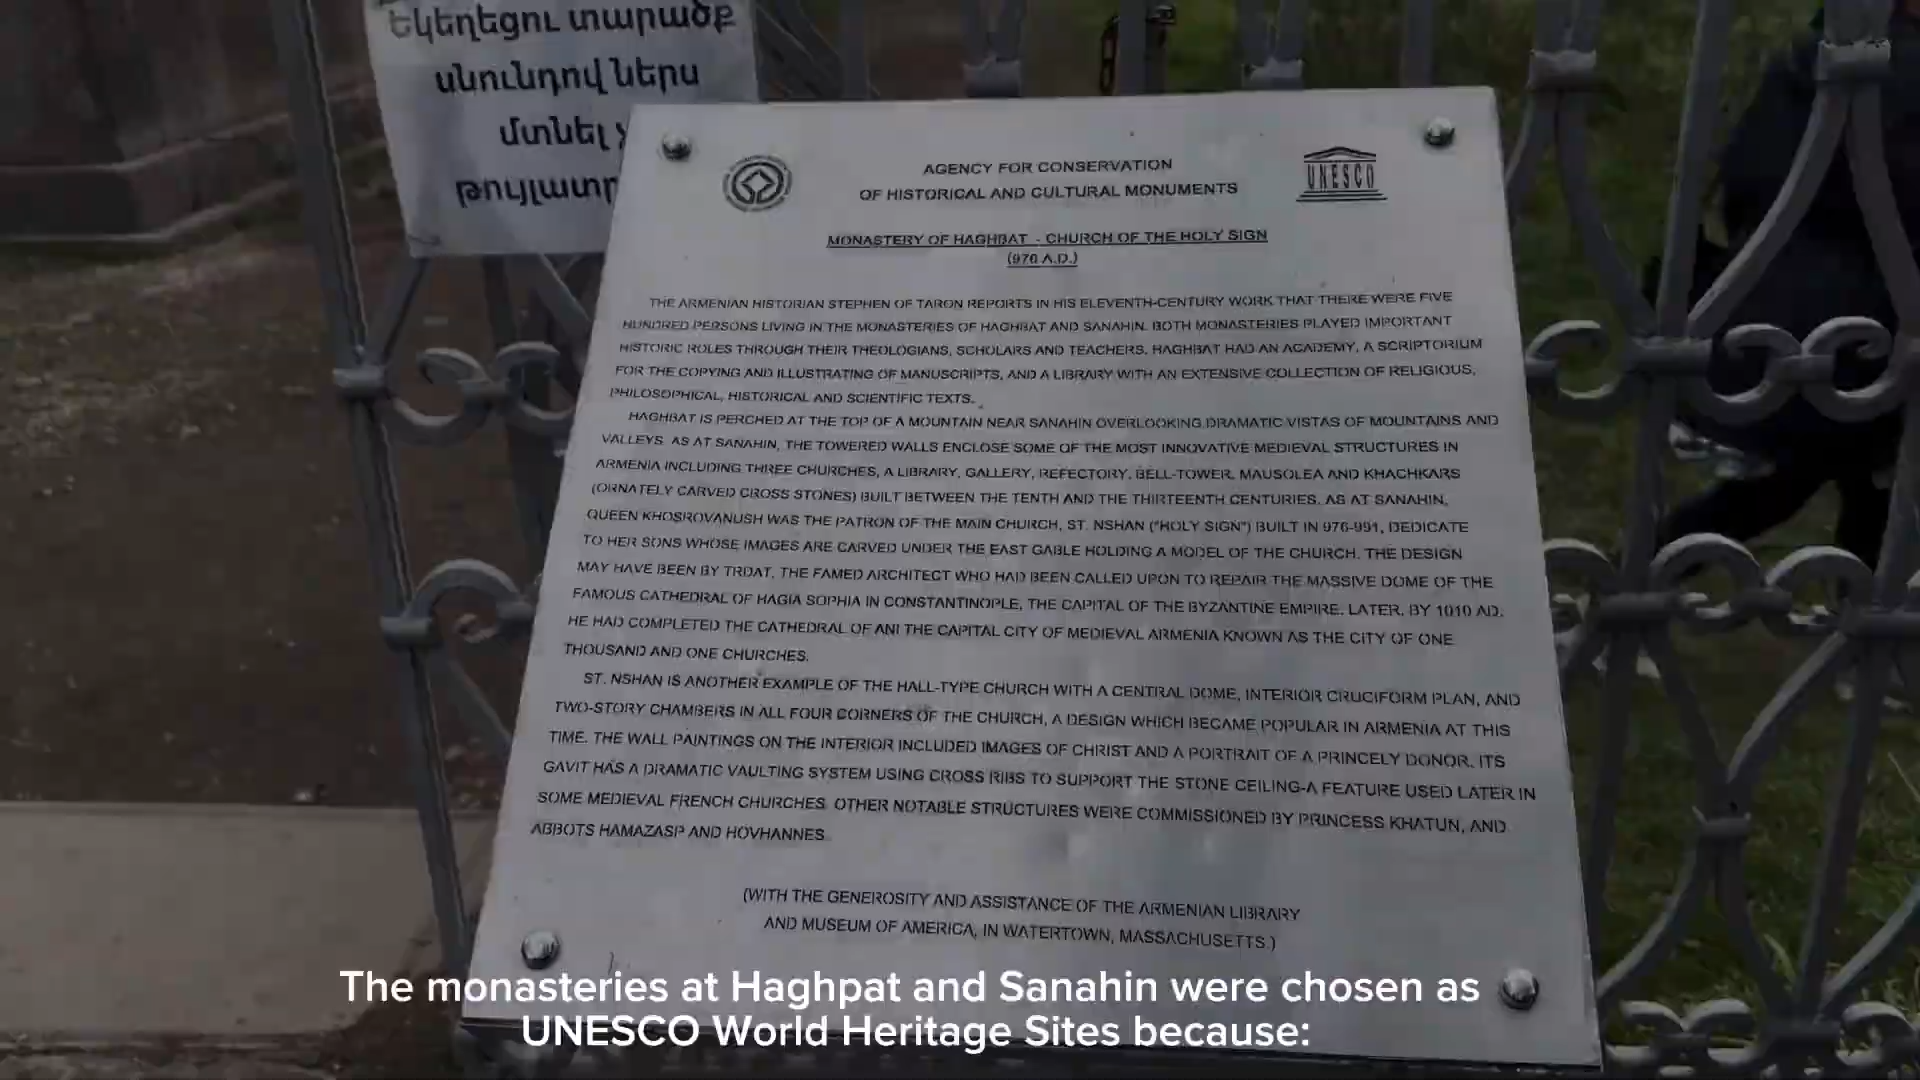 Եկեղեցու տարածք
սնունդով ներս
մտնել չ
թույլատր
AGENCY FOR CONSERVATION
OF HISTORICAL AND CULTURAL MONUMENTS
UNESCO
MONASTERY OF HAGHBAT - CHURCH OF THE HOLY SIGN
(976 A.D.)
THE ARMENIAN HISTORIAN STEPHEN OF TARON REPORTS IN HIS ELEVENTH-CENTURY WORK THAT THERE WERE FIVE
HUNDRED PERSONS LIVING IN THE MONASTERIES OF HAGHBAT AND SANAHIN. BOTH MONASTERIES PLAYED IMPORTANT
HISTORIC ROLES THROUGH THEIR THEOLOGIANS, SCHOLARS AND TEACHERS. HAGHBAT HAD AN ACADEMY, A SCRIPTORIUM
FOR THE COPYING AND ILLUSTRATING OF MANUSCRIPTS, AND A LIBRARY WITH AN EXTENSIVE COLLECTION OF RELIGIOUS,
PHILOSOPHICAL, HISTORICAL AND SCIENTIFIC TEXTS.
HAGHBAT IS PERCHED AT THE TOP OF A MOUNTAIN NEAR SANAHIN OVERLOOKING DRAMATIC VISTAS OF MOUNTAINS AND
VALLEYS. AS AT SANAHIN, THE TOWERED WALLS ENCLOSE SOME OF THE MOST INNOVATIVE MEDIEVAL STRUCTURES IN
ARMENIA INCLUDING THREE CHURCHES, A LIBRARY, GALLERY, REFECTORY, BELL-TOWER, MAUSOLEA AND KHACHKARS
(ORNATELY CARVED CROSS STONES) BUILT BETWEEN THE TENTH AND THE THIRTEENTH CENTURIES. AS AT SANAHIN,
QUEEN KHOSROVANUSH WAS THE PATRON OF THE MAIN CHURCH, ST. NSHAN ("HOLY SIGN") BUILT IN 976-991, DEDICATE
TO HER SONS WHOSE IMAGES ARE CARVED UNDER THE EAST GABLE HOLDING A MODEL OF THE CHURCH. THE DESIGN
MAY HAVE BEEN BY TRDAT, THE FAMED ARCHITECT WHO HAD BEEN CALLED UPON TO REPAIR THE MASSIVE DOME OF THE
FAMOUS CATHEDRAL OF HAGIA SOPHIA IN CONSTANTINOPLE, THE CAPITAL OF THE BYZANTINE EMPIRE. LATER, BY 1010 AD.
HE HAD COMPLETED THE CATHEDRAL OF ANI THE CAPITAL CITY OF MEDIEVAL ARMENIA KNOWN AS THE CITY OF ONE
THOUSAND AND ONE CHURCHES.
ST. NSHAN IS ANOTHER EXAMPLE OF THE HALL-TYPE CHURCH WITH A CENTRAL DOME, INTERIOR CRUCIFORM PLAN, AND
TWO-STORY CHAMBERS IN ALL FOUR CORNERS OF THE CHURCH, A DESIGN WHICH BECAME POPULAR IN ARMENIA AT THIS
TIME. THE WALL PAINTINGS ON THE INTERIOR INCLUDED IMAGES OF CHRIST AND A PORTRAIT OF A PRINCELY DONOR. ITS
GAVIT HAS A DRAMATIC VAULTING SYSTEM USING CROSS RIBS TO SUPPORT THE STONE CEILING-A FEATURE USED LATER IN
SOME MEDIEVAL FRENCH CHURCHES. OTHER NOTABLE STRUCTURES WERE COMMISSIONED BY PRINCESS KHATUN, AND
ABBOTS HAMAZASP AND HOVHANNES.
(WITH THE GENEROSITY AND ASSISTANCE OF THE ARMENIAN LIBRARY
AND MUSEUM OF AMERICA, IN WATERTOWN, MASSACHUSETTS.)
The monasteries at Haghpat and Sanahin were chosen as
UNESCO World Heritage Sites because: